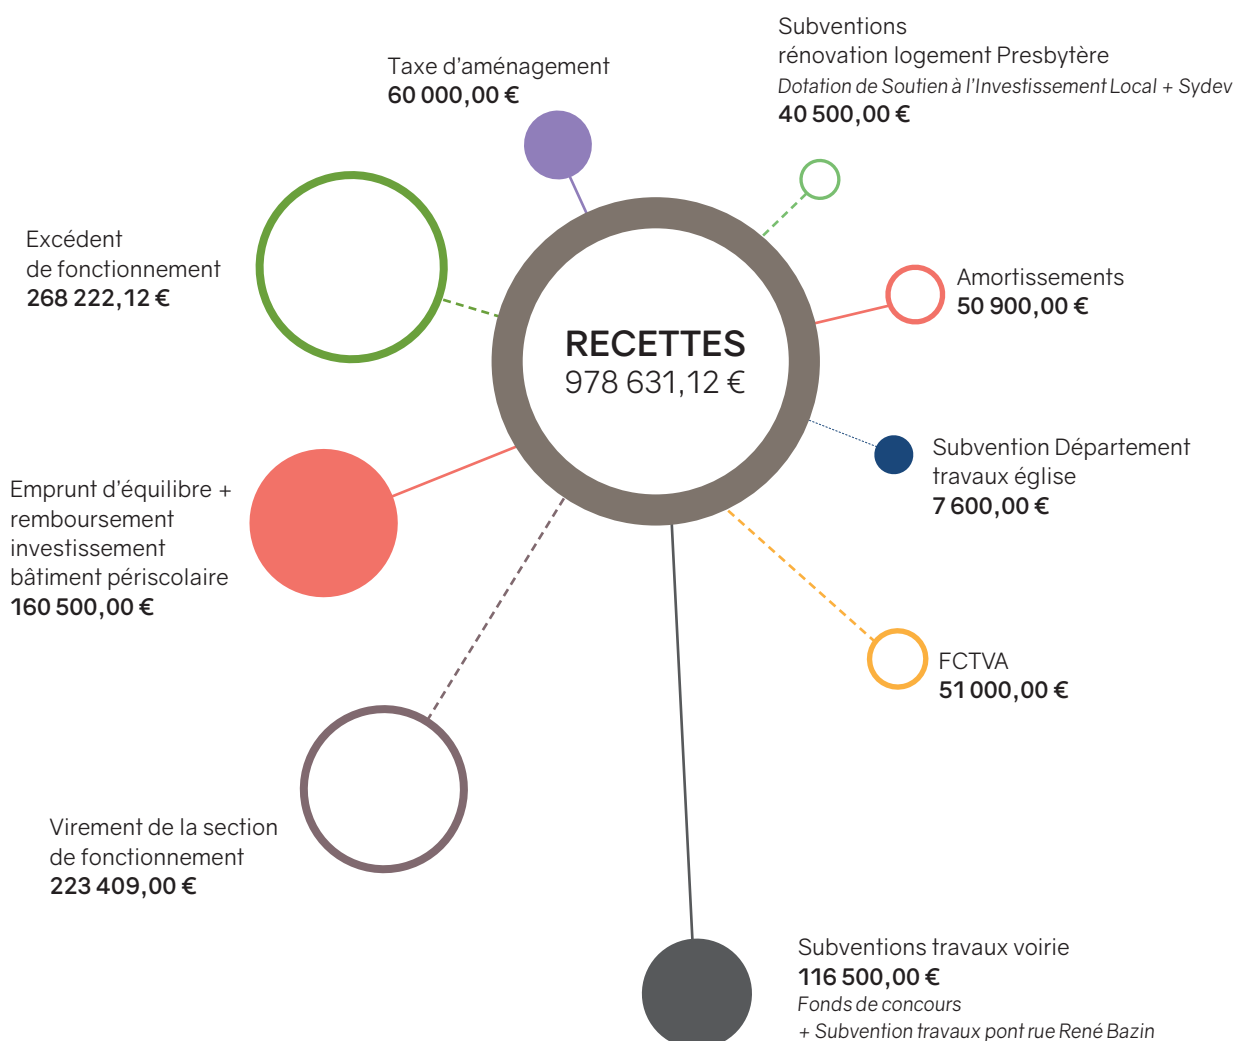 Subventions
rénovation logement Presbytère
Dotation de Soutien à l'Investissement Local + Sydev
40 500,00 €
Taxe d'aménagement
60 000,00 €
Excédent
de fonctionnement
268 222,12 €
Amortissements
50 900,00 €
RECETTES
978 631,12 €
Subvention Département
travaux église
7 600,00 €
Emprunt d'équilibre +
remboursement
investissement
bâtiment périscolaire
160 500,00 €
FCTVA
51 000,00 €
Virement de la section
de fonctionnement
223 409,00 €
Subventions travaux voirie
116 500,00 €
Fonds de concours
+ Subvention travaux pont rue René Bazin